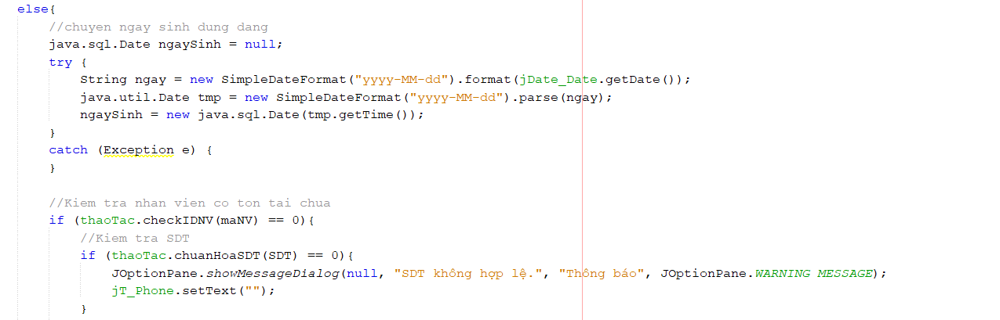 else{
//chuyen ngay sinh dung dang
java.sql.Date ngaySinh = null;
try {
String ngay = new SimpleDateFormat("yyyy-MM-dd").format(jDate_Date.getDate());
java.util.Date tmp = new SimpleDateFormat("yyyy-MM-dd").parse(ngay);
ngaySinh = new java.sql.Date(tmp.getTime());
}
catch (Exception e) {
}
//Kiem tra nhan vien co ton tai chua
if (thaoTac.checkIDNV(maNV) == 0){
//Kiem tra SDT
if (thaoTac.chuanHoaSDT(SDT) == 0){
JOptionPane.showMessageDialog(null, "SDT không hợp lệ.", "Thông báo", JOptionPane.WARNING_MESSAGE);
jT_Phone.setText("");
}